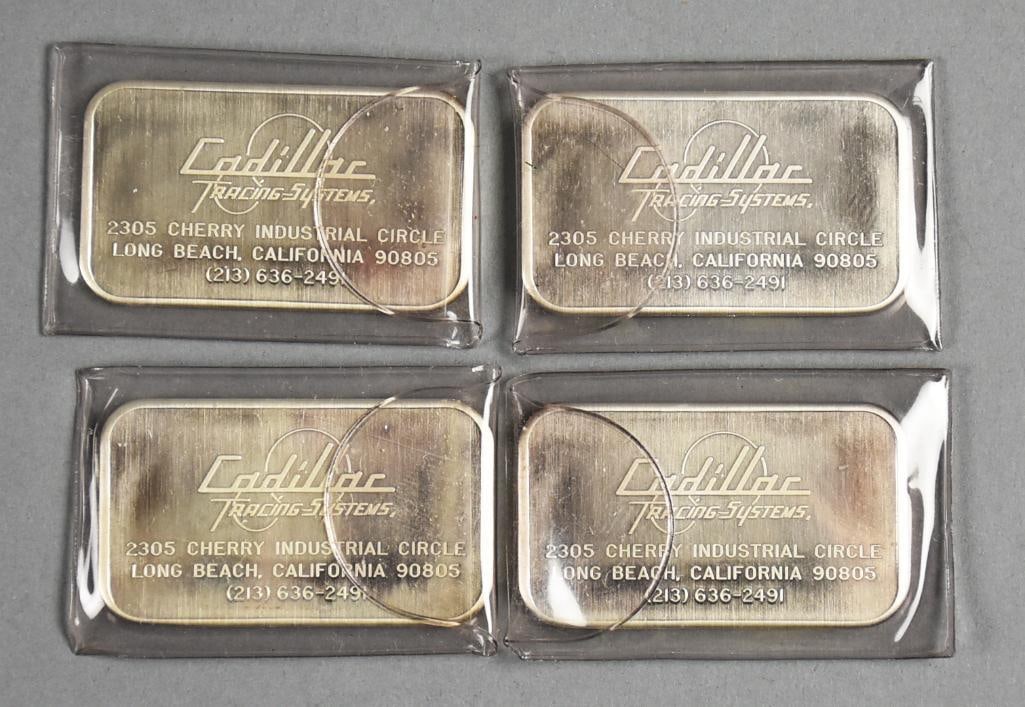 Cadillac
Tracing-Systems,
2305 CHERRY INDUSTRIAL CIRCLE
LONG BEACH, CALIFORNIA 90805
(213) 636-2491
Cadillac
Tracing-Systems,
2305 CHERRY INDUSTRIAL CIRCLE
LONG BEACH, CALIFORNIA 90805
(213) 636-2491
Cadillac
Tracing-Systems,
2305 CHERRY INDUSTRIAL CIRCLE
LONG BEACH, CALIFORNIA 90805
(213) 636-2491
Cadillac
Tracing-Systems,
2305 CHERRY INDUSTRIAL CIRCLE
LONG BEACH, CALIFORNIA 90805
(213) 636-2491